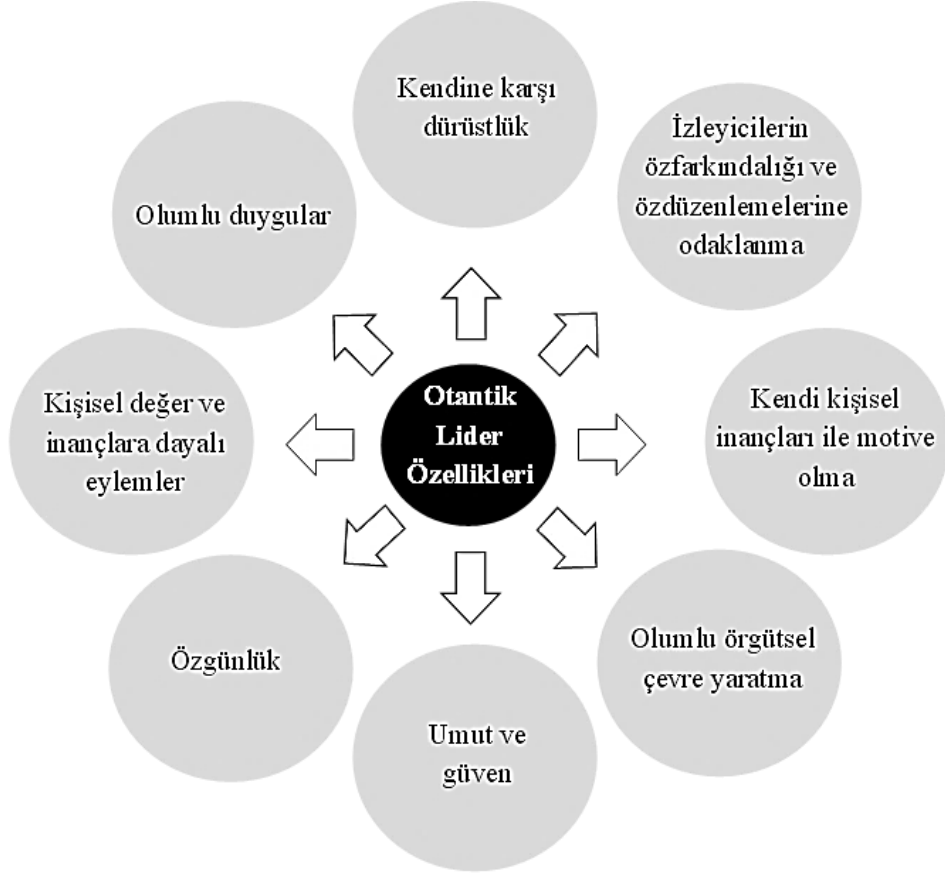 Kendine karşı
dürüstlük
İzleyicilerin
özfarkındalığı ve
özdüzenlemelerine
odaklanma
Kendi kişisel
inançları ile motive
olma
Olumlu örgütsel
çevre yaratma
Umut ve
güven
Özgünlük
Kişisel değer ve
inançlara dayalı
eylemler
Olumlu duygular
Otantik
Lider
Özellikleri